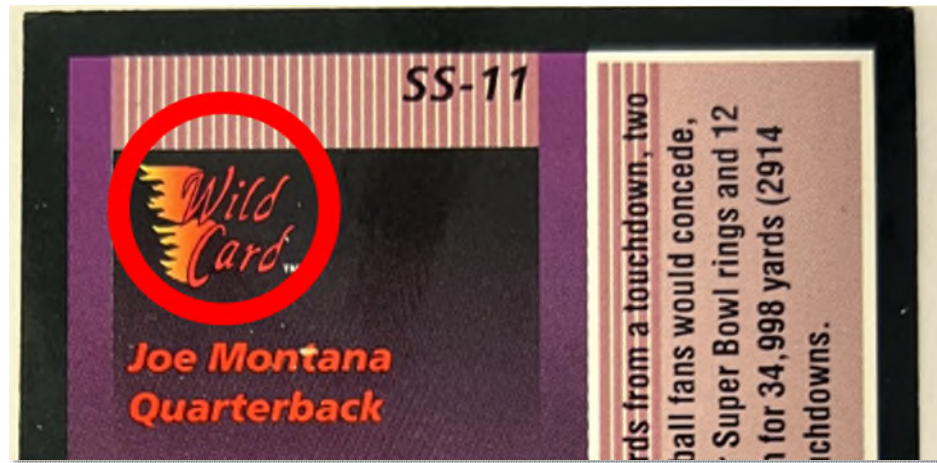 SS-11
Wild
Card
TM
Joe Montana
Quarterback
rds from a touchdown, two
ball fans would concede,
Super Bowl rings and 12
for 34,998 yards (2914
chdowns.